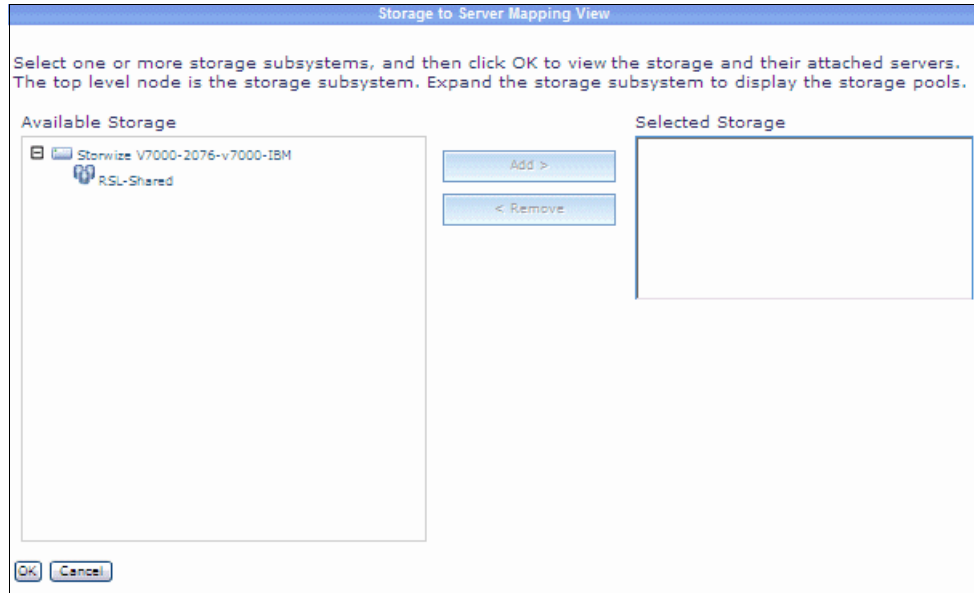 Storage to Server Mapping View
Select one or more storage subsystems, and then click OK to view the storage and their attached servers.
The top level node is the storage subsystem. Expand the storage subsystem to display the storage pools.
Available Storage
Selected Storage
Storwize V7000-2076-v7000-IBM
RSL-Shared
Add >
< Remove
OK
Cancel